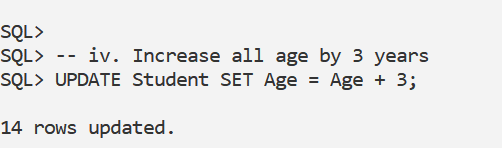 SQL>
SQL> -- iv. Increase all age by 3 years
SQL> UPDATE Student SET Age = Age + 3;
14 rows updated.